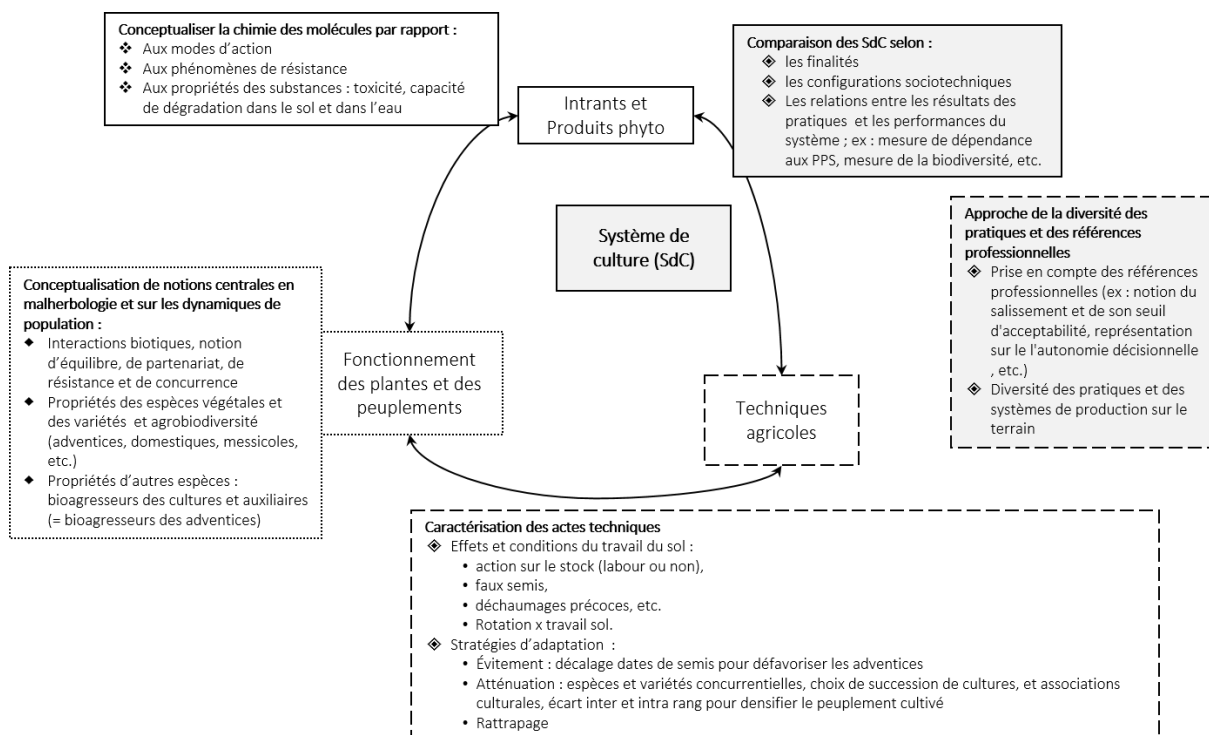 Conceptualiser la chimie des molécules par rapport :
❖ Aux modes d'action
❖ Aux phénomènes de résistance
❖ Aux propriétés des substances : toxicité, capacité
de dégradation dans le sol et dans l'eau
Intrants et
Produits phyto
Comparaison des SdC selon :
◈ les finalités
◈ les configurations sociotechniques
◈ Les relations entre les résultats des
pratiques et les performances du
système ; ex : mesure de dépendance
aux PPS, mesure de la biodiversité, etc.
Système de
culture (SdC)
Approche de la diversité des
pratiques et des références
professionnelles
◈ Prise en compte des références
professionnelles (ex : notion du
salissement et de son seuil
d'acceptabilité, représentation
sur le l'autonomie décisionnelle
, etc.)
◈ Diversité des pratiques et des
systèmes de production sur le
terrain
Conceptualisation de notions centrales en
malherbologie et sur les dynamiques de
population :
◆ Interactions biotiques, notion
d'équilibre, de partenariat, de
résistance et de concurrence
◆ Propriétés des espèces végétales et
des variétés et agrobiodiversité
(adventices, domestiques, messicoles,
etc.)
◆ Propriétés d'autres espèces :
bioagresseurs des cultures et auxiliaires
(= bioagresseurs des adventices)
Fonctionnement
des plantes et des
peuplements
Techniques
agricoles
Caractérisation des actes techniques
◈ Effets et conditions du travail du sol :
• action sur le stock (labour ou non),
• faux semis,
• déchaumages précoces, etc.
• Rotation x travail sol.
◈ Stratégies d'adaptation :
• Évitement : décalage dates de semis pour défavoriser les adventices
• Atténuation : espèces et variétés concurrentielles, choix de succession de cultures, et associations
culturales, écart inter et intra rang pour densifier le peuplement cultivé
• Rattrapage